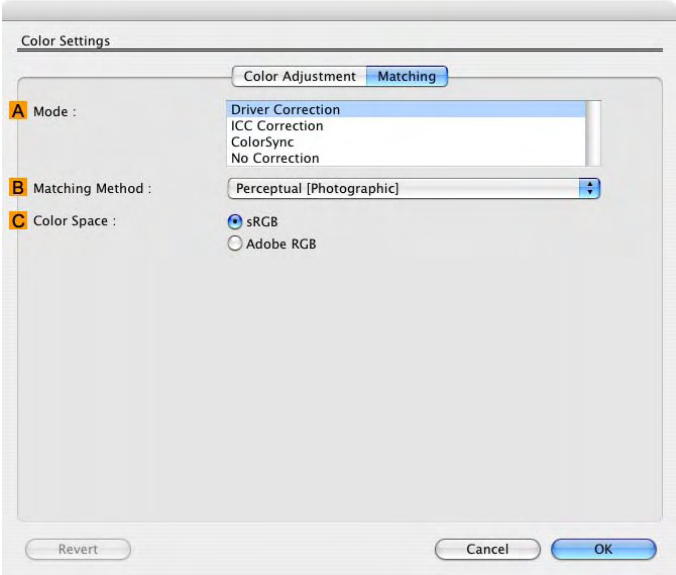 Color Settings
Color Adjustment Matching
A Mode : Driver Correction
ICC Correction
ColorSync
No Correction
B Matching Method : Perceptual [Photographic]
C Color Space : sRGB
Adobe RGB
Revert Cancel OK